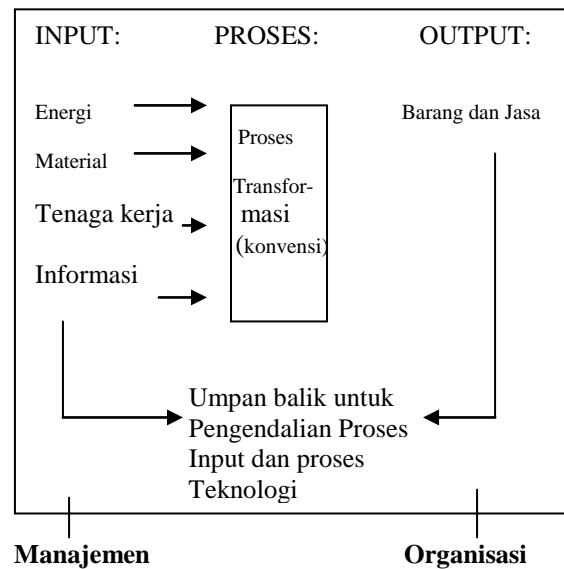 INPUT: PROSES: OUTPUT:
Energi
Material
Tenaga kerja
Informasi
Proses
Transfor-
masi
(konvensi)
Barang dan Jasa
Umpan balik untuk
Pengendalian Proses
Input dan proses
Teknologi
Manajemen Organisasi